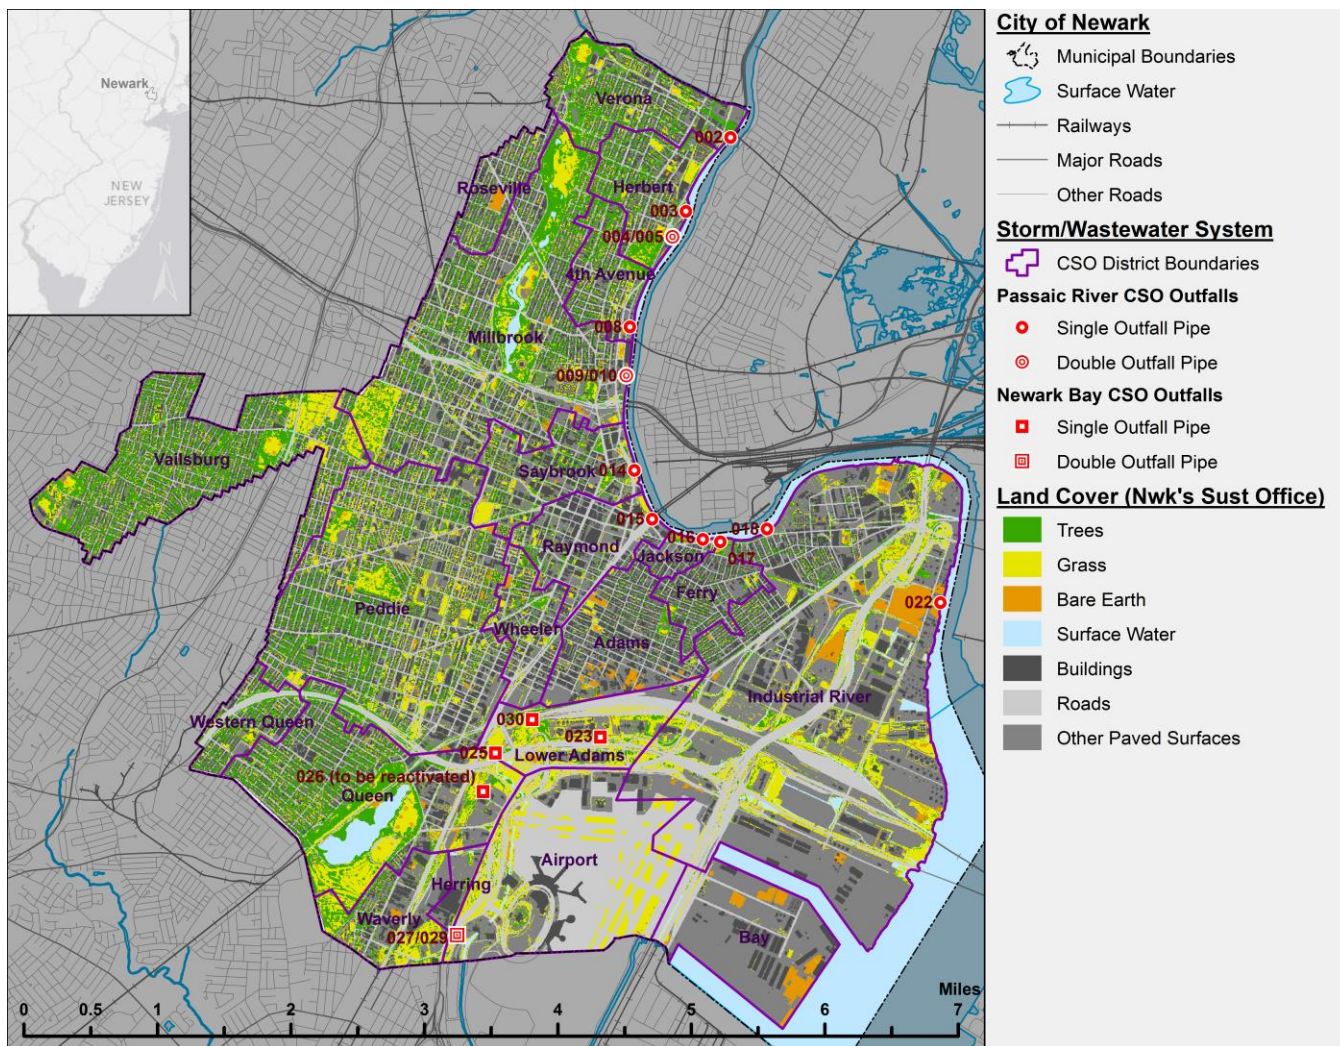 Newark
NEW
JERSEY
N
Verona
002
Roseville
Herbert
003
004/005
4th Avenue
008
Millbrook
009/010
Vailsburg
Saybrook
014
015
018
016
017
Raymond
Jackson
Ferry
022
Peddie
Wheeler
Adams
Industrial River
Western Queen
030
023
025
Lower Adams
026 (to be reactivated)
Queen
Airport
Herring
Waverly
027/029
Bay
Miles
0 0.5 1 2 3 4 5 6 7
City of Newark
Municipal Boundaries
Surface Water
Railways
Major Roads
Other Roads
Storm/Wastewater System
CSO District Boundaries
Passaic River CSO Outfalls
Single Outfall Pipe
Double Outfall Pipe
Newark Bay CSO Outfalls
Single Outfall Pipe
Double Outfall Pipe
Land Cover (Nwk's Sust Office)
Trees
Grass
Bare Earth
Surface Water
Buildings
Roads
Other Paved Surfaces